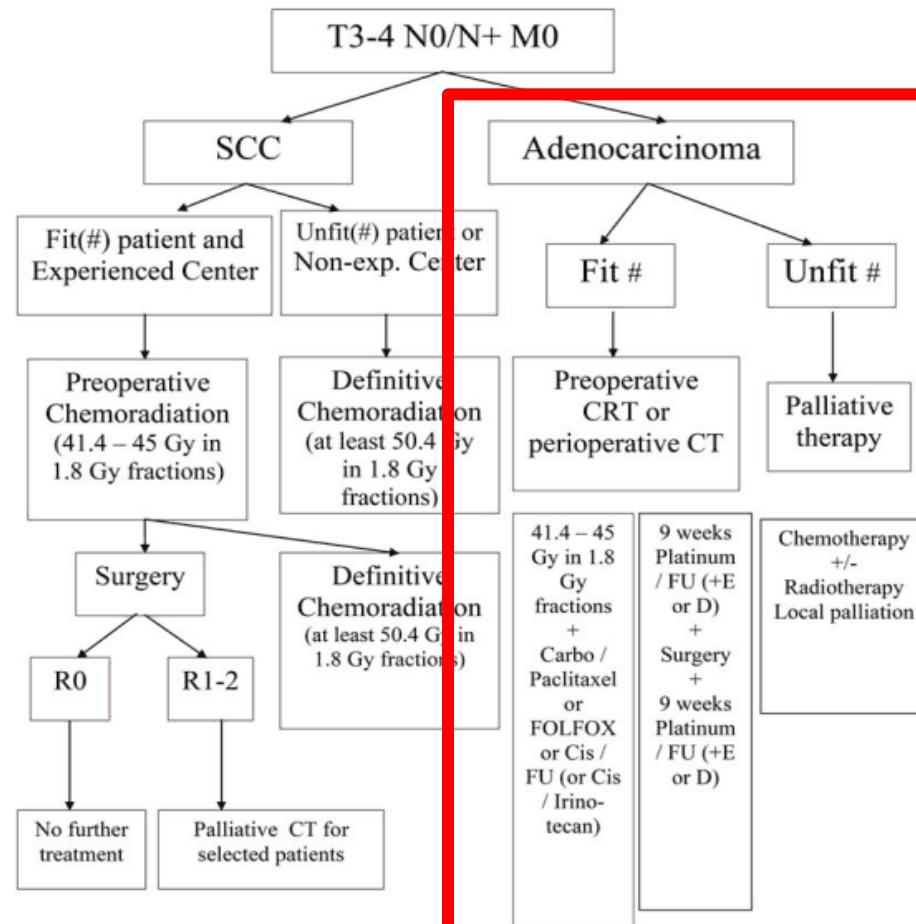 T3-4 N0/N+ M0
SCC
Adenocarcinoma
Fit(#) patient and
Experienced Center
Unfit(#) patient or
Non-exp. Center
Fit #
Unfit #
Preoperative
Chemoradiation
(41.4 – 45 Gy in
1.8 Gy fractions)
Definitive
Chemoradiation
(at least 50.4 Gy
in 1.8 Gy
fractions)
Preoperative
CRT or
perioperative CT
Palliative
therapy
Surgery
Definitive
Chemoradiation
(at least 50.4 Gy in
1.8 Gy fractions)
41.4 – 45
Gy in 1.8
Gy
fractions
+
Carbo /
Paclitaxel
or
FOLFOX
or Cis /
FU (or Cis
/ Irino-
tecan)
9 weeks
Platinum
/ FU (+E
or D)
+
Surgery
+
9 weeks
Platinum
/ FU (+E
or D)
Chemotherapy
+/-
Radiotherapy
Local palliation
R0
R1-2
No further
treatment
Palliative CT for
selected patients